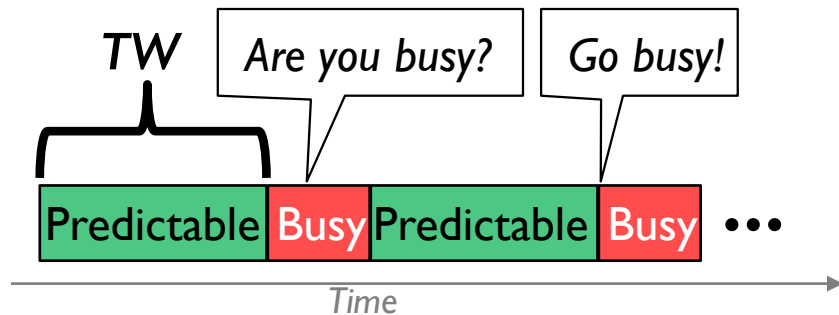 TW
Are you busy?
Go busy!
Predictable Busy Predictable Busy •••
Time